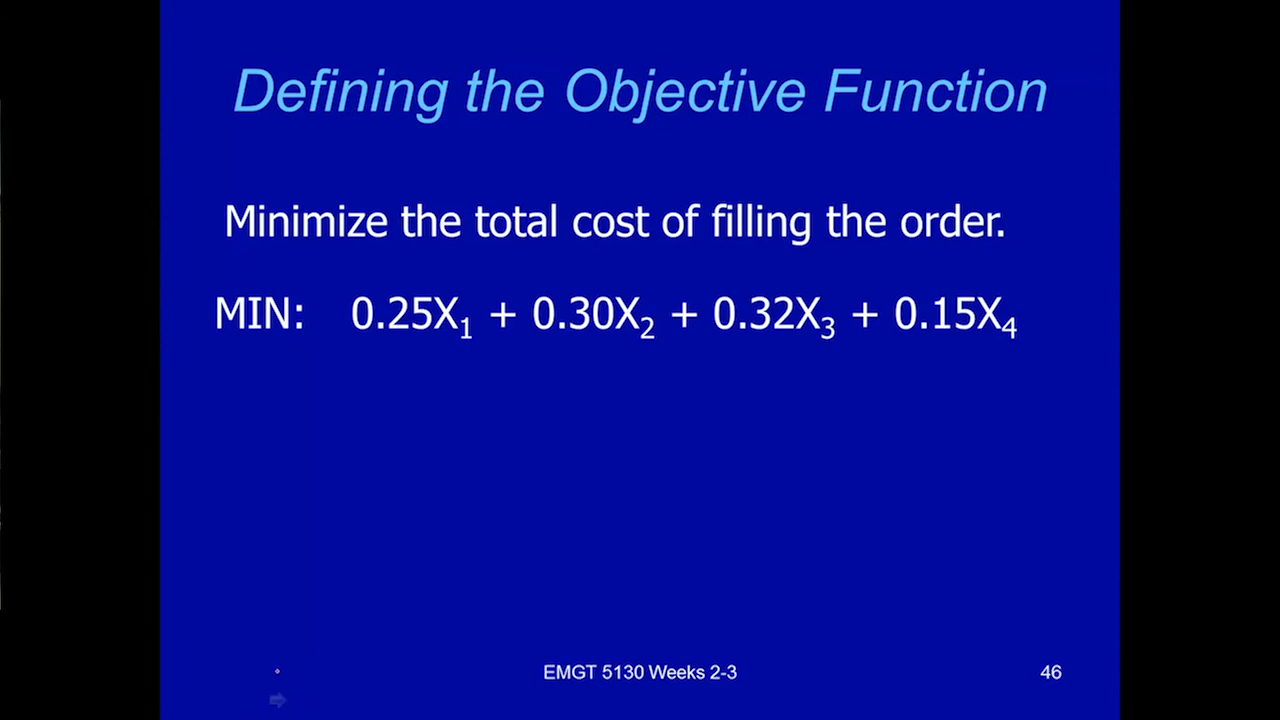 Defining the Objective Function
Minimize the total cost of filling the order.
MIN: 0.25X₁ + 0.30X₂ + 0.32X₃ + 0.15X₄
EMGT 5130 Weeks 2-3
46